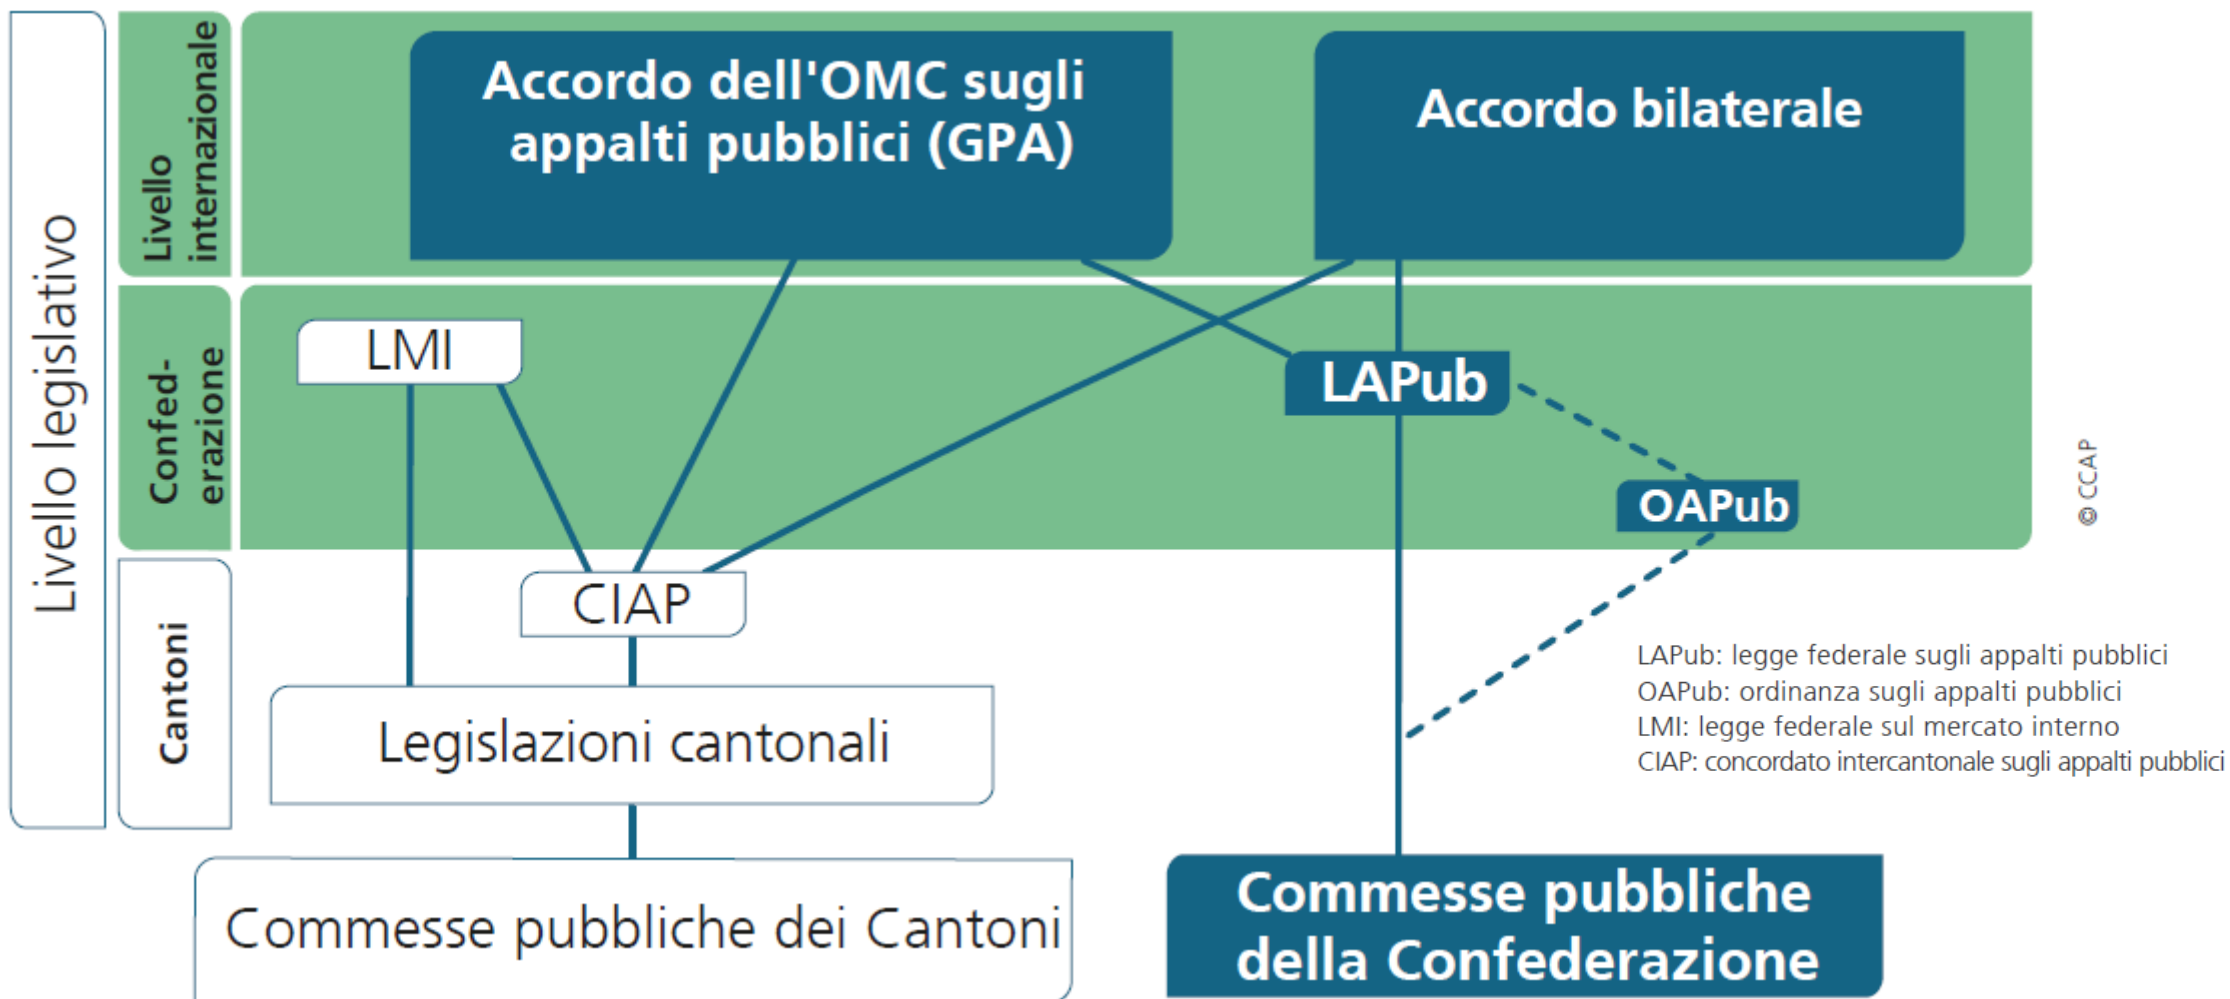 Livello legislativo
Livello
internazionale
Accordo dell'OMC sugli
appalti pubblici (GPA)
Accordo bilaterale
Confed-
erazione
LMI
LAPub
OAPub
© CCAP
Cantoni
CIAP
Legislazioni cantonali
LAPub: legge federale sugli appalti pubblici
OAPub: ordinanza sugli appalti pubblici
LMI: legge federale sul mercato interno
CIAP: concordato intercantonale sugli appalti pubblici
Commesse pubbliche dei Cantoni
Commesse pubbliche
della Confederazione